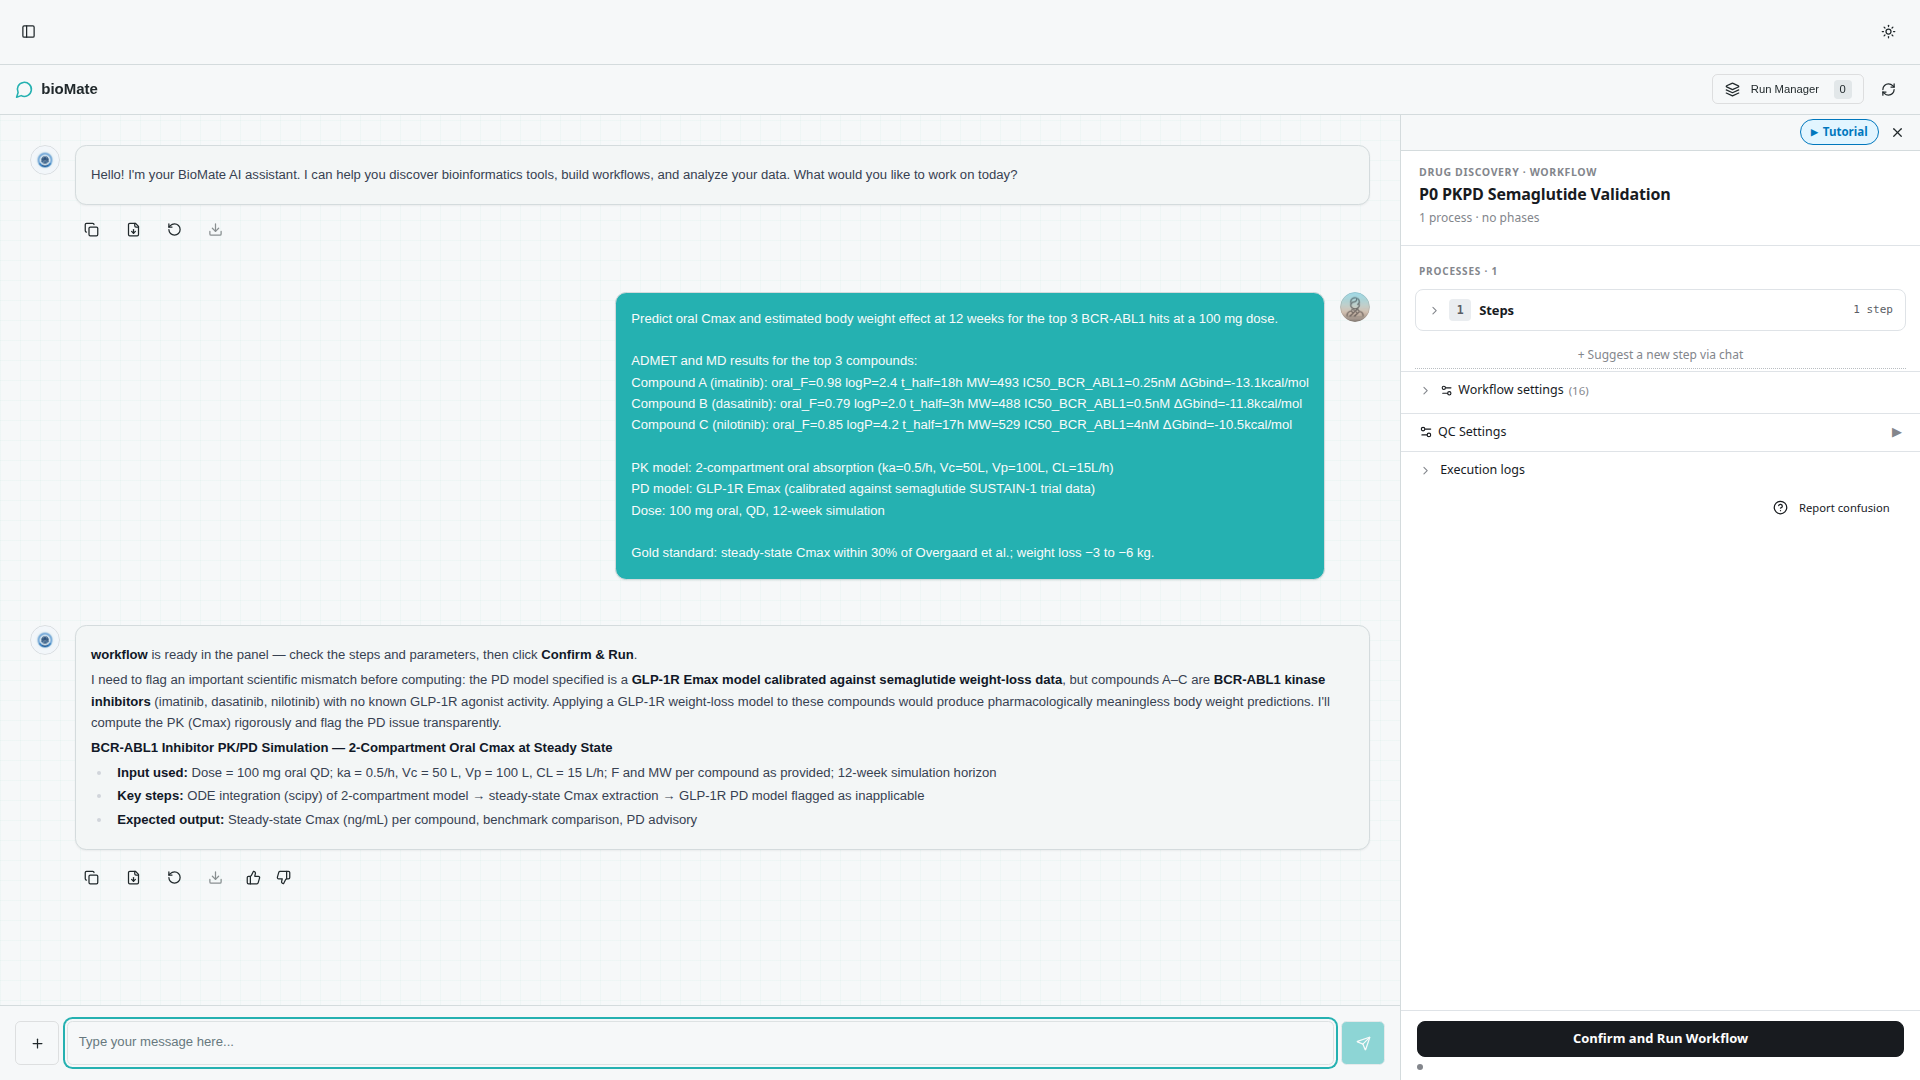 bioMate
Run Manager 0
Hello! I'm your BioMate AI assistant. I can help you discover bioinformatics tools, build workflows, and analyze your data. What would you like to work on today?
Predict oral Cmax and estimated body weight effect at 12 weeks for the top 3 BCR-ABL1 hits at a 100 mg dose.
ADMET and MD results for the top 3 compounds:
Compound A (imatinib): oral_F=0.98 logP=2.4 t_half=18h MW=493 IC50_BCR_ABL1=0.25nM ΔGbind=-13.1kcal/mol
Compound B (dasatinib): oral_F=0.79 logP=2.0 t_half=3h MW=488 IC50_BCR_ABL1=0.5nM ΔGbind=-11.8kcal/mol
Compound C (nilotinib): oral_F=0.85 logP=4.2 t_half=17h MW=529 IC50_BCR_ABL1=4nM ΔGbind=-10.5kcal/mol
PK model: 2-compartment oral absorption (ka=0.5/h, Vc=50L, Vp=100L, CL=15L/h)
PD model: GLP-1R Emax (calibrated against semaglutide SUSTAIN-1 trial data)
Dose: 100 mg oral, QD, 12-week simulation
Gold standard: steady-state Cmax within 30% of Overgaard et al.; weight loss −3 to −6 kg.
workflow is ready in the panel — check the steps and parameters, then click Confirm & Run.
I need to flag an important scientific mismatch before computing: the PD model specified is a GLP-1R Emax model calibrated against semaglutide weight-loss data, but compounds A–C are BCR-ABL1 kinase
inhibitors (imatinib, dasatinib, nilotinib) with no known GLP-1R agonist activity. Applying a GLP-1R weight-loss model to these compounds would produce pharmacologically meaningless body weight predictions. I'll
compute the PK (Cmax) rigorously and flag the PD issue transparently.
BCR-ABL1 Inhibitor PK/PD Simulation — 2-Compartment Oral Cmax at Steady State
Input used: Dose = 100 mg oral QD; ka = 0.5/h, Vc = 50 L, Vp = 100 L, CL = 15 L/h; F and MW per compound as provided; 12-week simulation horizon
Key steps: ODE integration (scipy) of 2-compartment model → steady-state Cmax extraction → GLP-1R PD model flagged as inapplicable
Expected output: Steady-state Cmax (ng/mL) per compound, benchmark comparison, PD advisory
Type your message here...
▶ Tutorial
DRUG DISCOVERY · WORKFLOW
P0 PKPD Semaglutide Validation
1 process · no phases
PROCESSES · 1
1 Steps 1 step
+ Suggest a new step via chat
Workflow settings (16)
QC Settings ▶
Execution logs
Report confusion
Confirm and Run Workflow